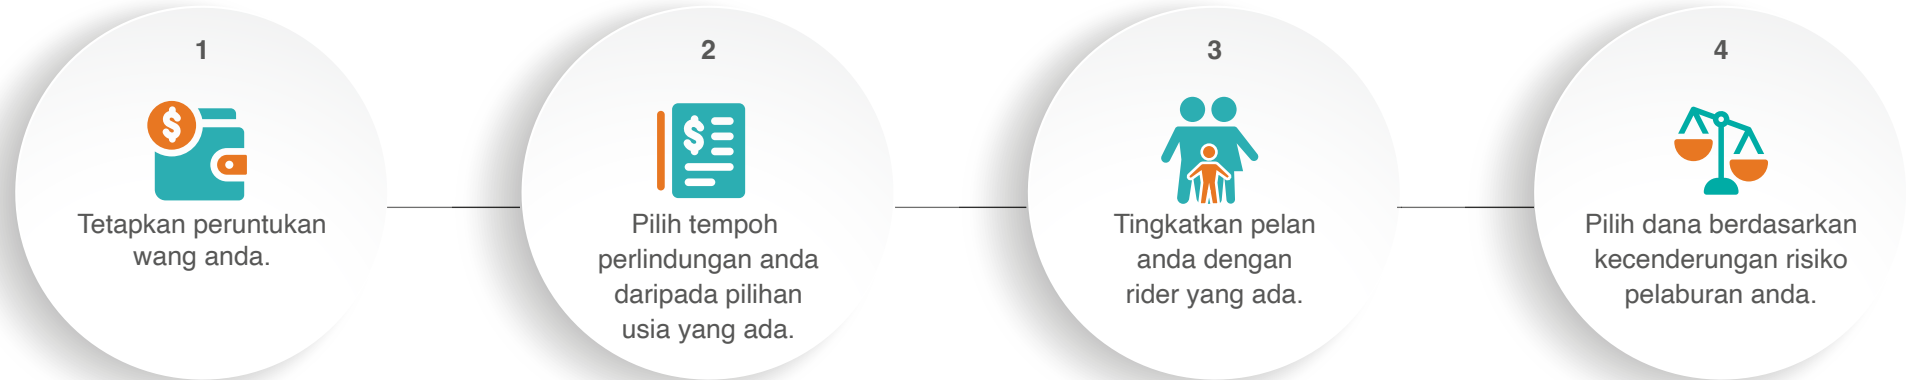 1
$
Tetapkan peruntukan
wang anda.
2
$
Pilih tempoh
perlindungan anda
daripada pilihan
usia yang ada.
3
Tingkatkan pelan
anda dengan
rider yang ada.
4
Pilih dana berdasarkan
kecenderungan risiko
pelaburan anda.